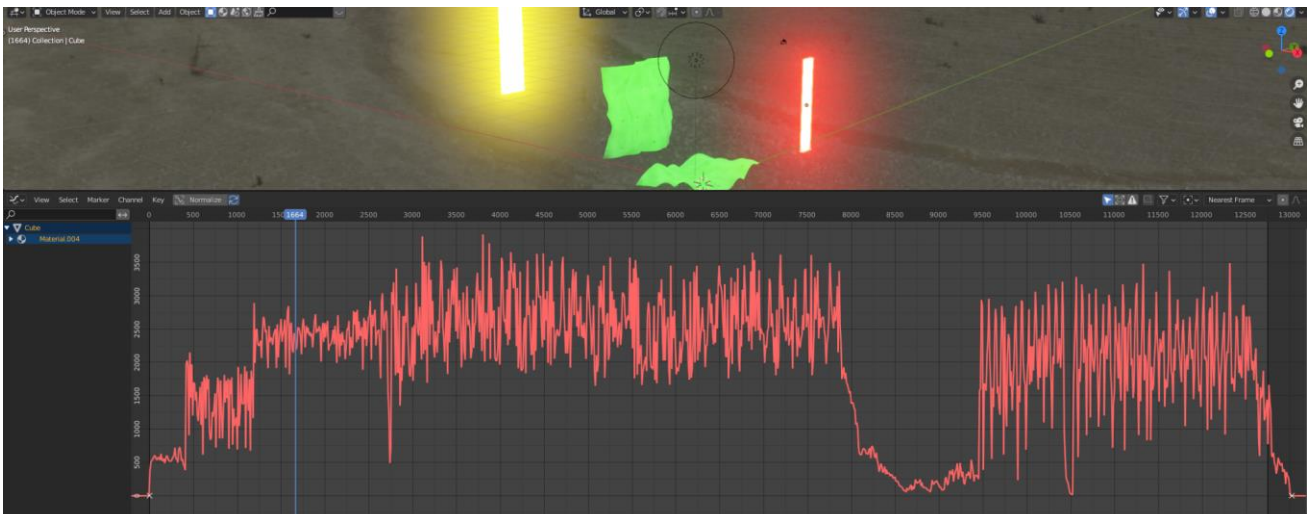 Object Mode View Select Add Object Global
User Perspective
(1664) Collection | Cube
View Select Marker Channel Key Normalize Nearest Frame
0 500 1000 150 1664 2000 2500 3000 3500 4000 4500 5000 5500 6000 6500 7000 7500 8000 8500 9000 9500 10000 10500 11000 11500 12000 12500 13000
Cube
Material.004
3500
3000
2500
2000
1500
1000
500
0